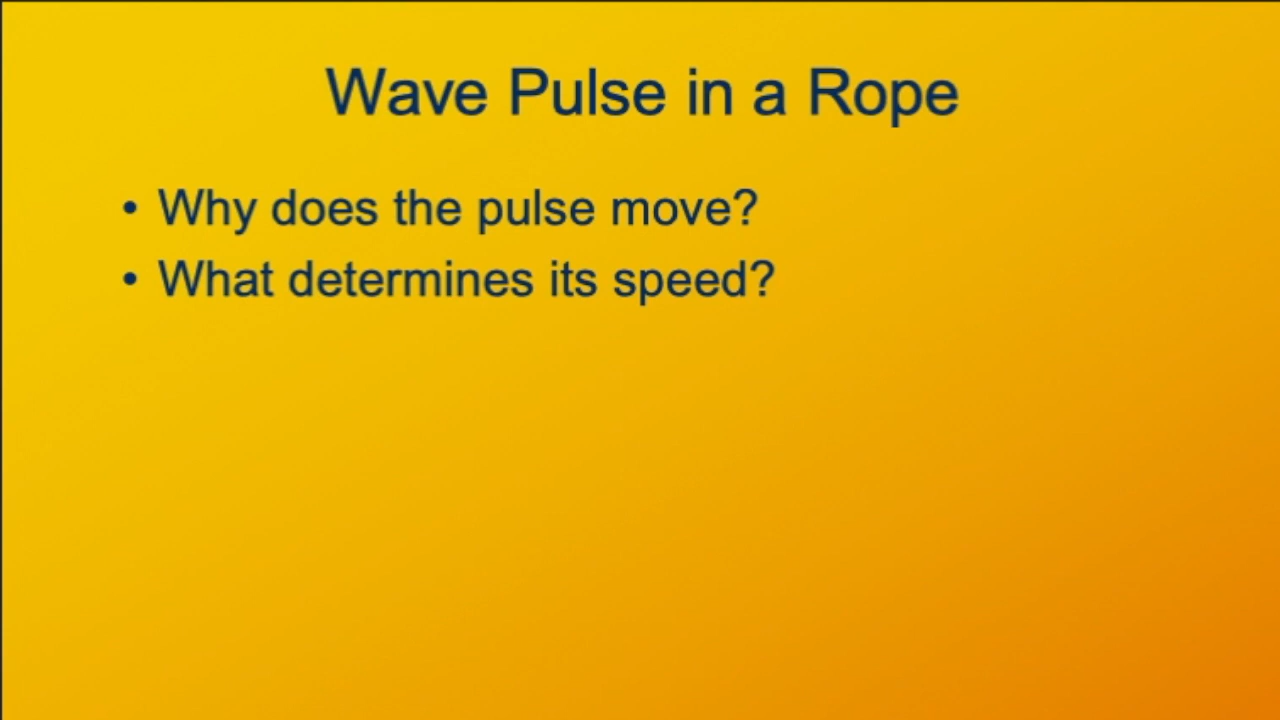 Wave Pulse in a Rope
• Why does the pulse move?
• What determines its speed?